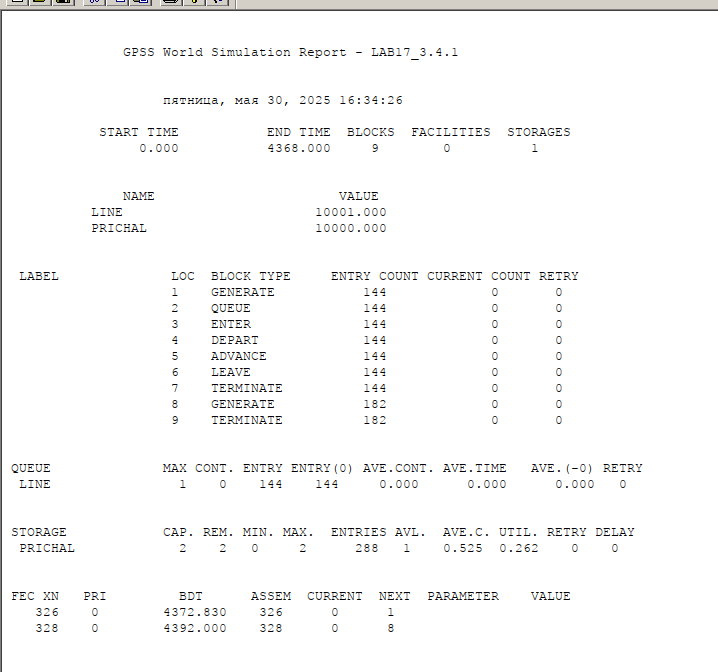 GPSS World Simulation Report - LAB17_3.4.1
пятница, мая 30, 2025 16:34:26
START TIME END TIME BLOCKS FACILITIES STORAGES
0.000 4368.000 9 0 1
NAME VALUE
LINE 10001.000
PRICHAL 10000.000
LABEL LOC BLOCK TYPE ENTRY COUNT CURRENT COUNT RETRY
1 GENERATE 144 0 0
2 QUEUE 144 0 0
3 ENTER 144 0 0
4 DEPART 144 0 0
5 ADVANCE 144 0 0
6 LEAVE 144 0 0
7 TERMINATE 144 0 0
8 GENERATE 182 0 0
9 TERMINATE 182 0 0
QUEUE MAX CONT. ENTRY ENTRY(0) AVE.CONT. AVE.TIME AVE.(-0) RETRY
LINE 1 0 144 144 0.000 0.000 0.000 0
STORAGE CAP. REM. MIN. MAX. ENTRIES AVL. AVE.C. UTIL. RETRY DELAY
PRICHAL 2 2 0 2 288 1 0.525 0.262 0 0
FEC XN PRI BDT ASSEM CURRENT NEXT PARAMETER VALUE
326 0 4372.830 326 0 1
328 0 4392.000 328 0 8